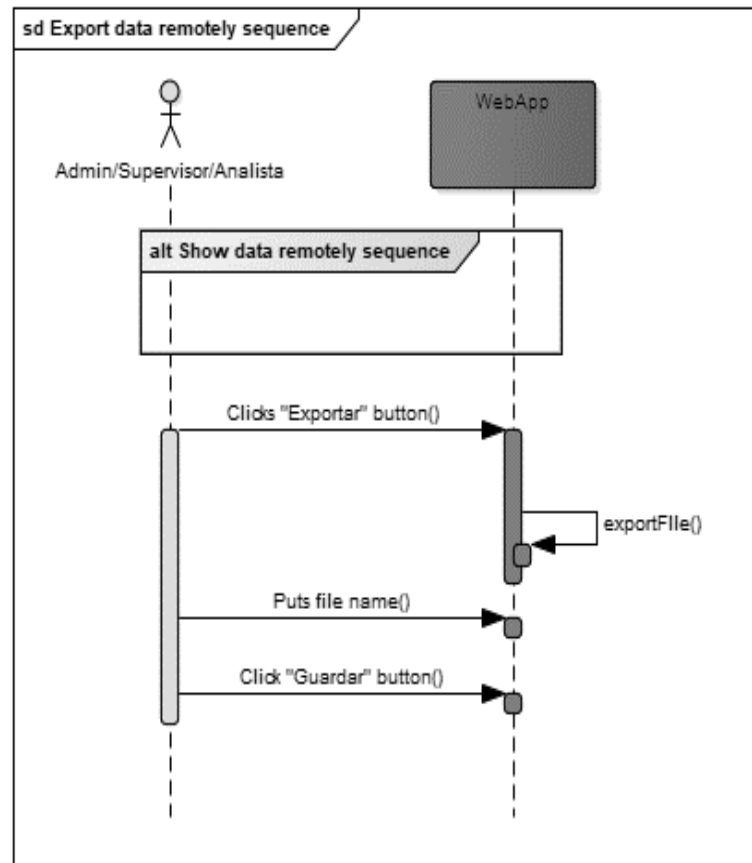 sd Export data remotely sequence
WebApp
Admin/Supervisor/Analista
alt Show data remotely sequence
Clicks "Exportar" button()
exportFIle()
Puts file name()
Click "Guardar" button()